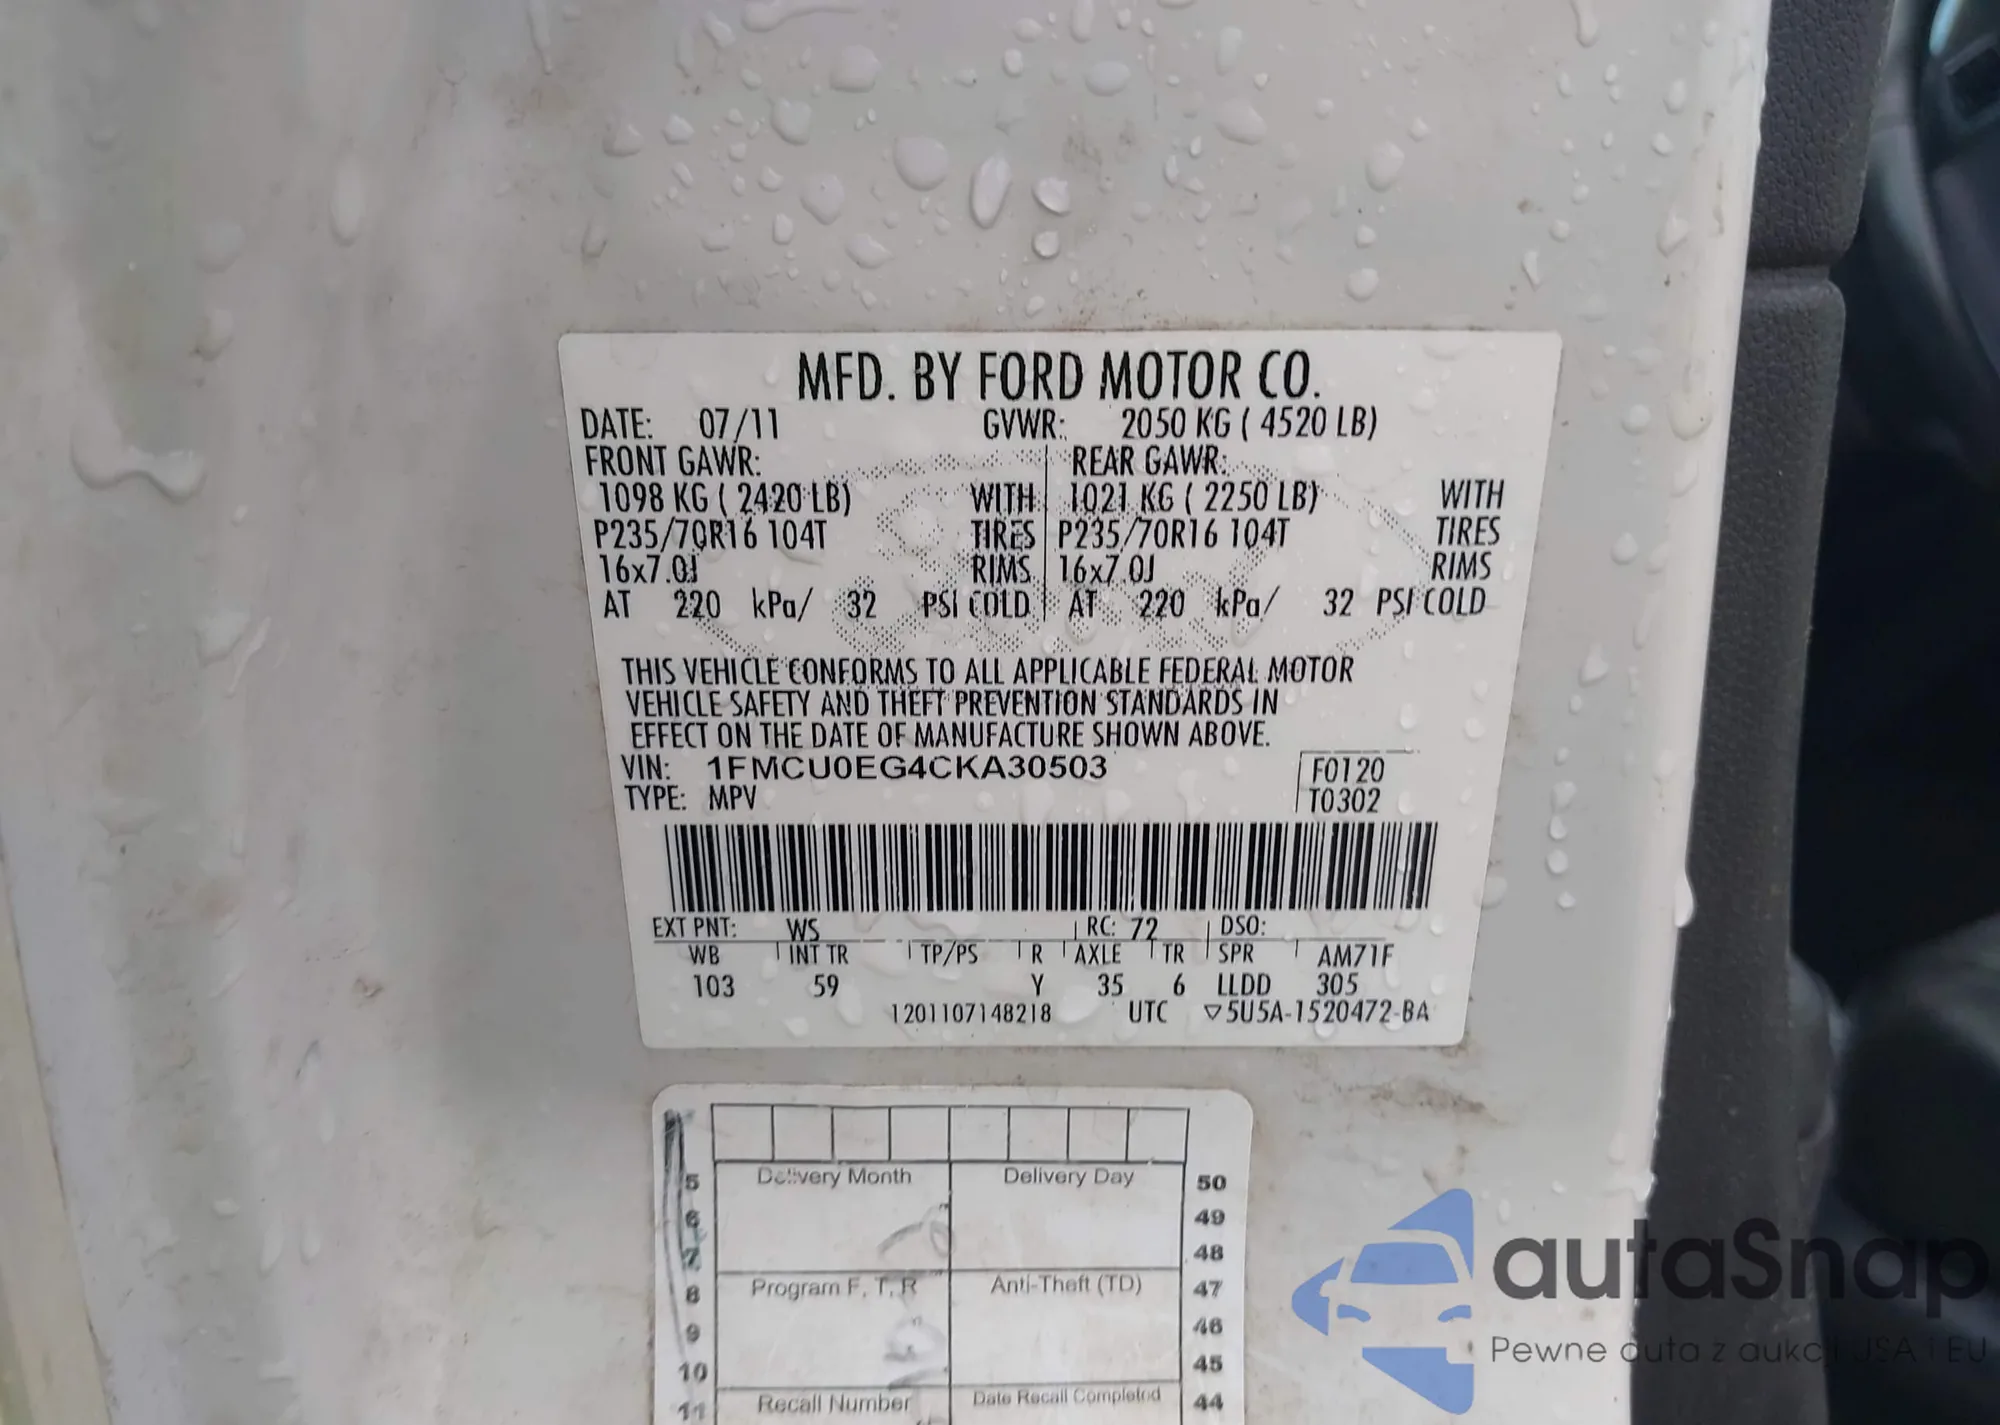 MFD. BY FORD MOTOR CO.
DATE: 07/11 GVWR: 2050 KG ( 4520 LB)
FRONT GAWR: REAR GAWR:
1098 KG ( 2420 LB) WITH 1021 KG ( 2250 LB) WITH
P235/70R16 104T TIRES P235/70R16 104T TIRES
16x7.0J RIMS 16x7.0J RIMS
AT 220 kPa/ 32 PSI COLD AT 220 kPa/ 32 PSI COLD
THIS VEHICLE CONFORMS TO ALL APPLICABLE FEDERAL MOTOR
VEHICLE SAFETY AND THEFT PREVENTION STANDARDS IN
EFFECT ON THE DATE OF MANUFACTURE SHOWN ABOVE.
VIN: 1FMCU0EG4CKA30503 F0120
TYPE: MPV T0302
EXT PNT: WS RC: 72 DSO:
WB INT TR TP/PS R AXLE TR SPR AM71F
103 59 Y 35 6 LLDD 305
1201107148218 UTC ▽5U5A-1520472-BA
5 Delivery Month Delivery Day 50
6 49
7 48
8 Program F, T, R Anti-Theft (TD) 47
9 46
10 45
11 Recall Number Date Recall Completed 44
autaSnap
Pewne auta z aukcji USA i EU